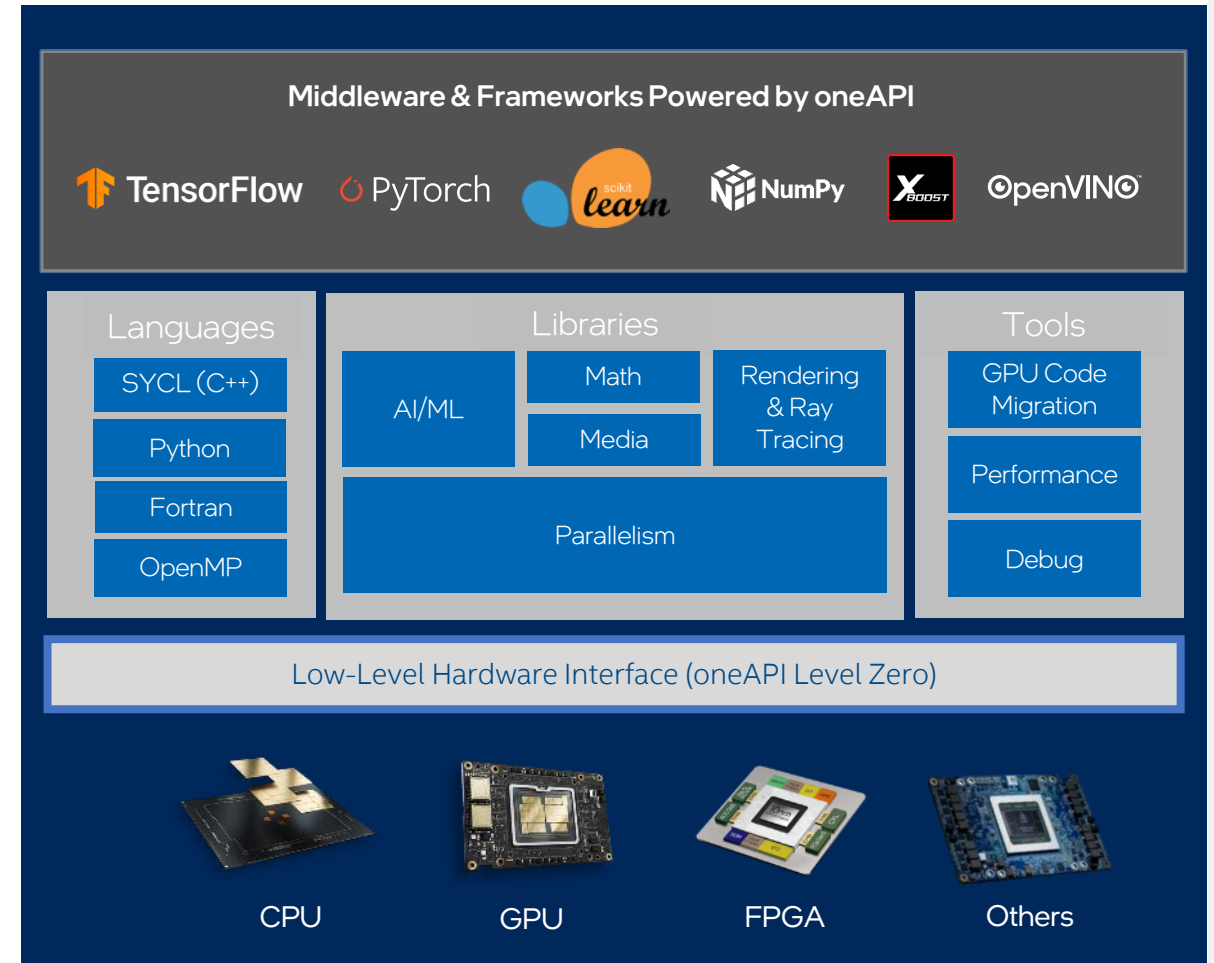 Middleware & Frameworks Powered by oneAPI
TensorFlow
PyTorch
scikit
learn
NumPy
XBOOST
OpenVINO™
Languages
SYCL (C++)
Python
Fortran
OpenMP
Libraries
AI/ML
Math
Media
Rendering
& Ray
Tracing
Parallelism
Tools
GPU Code
Migration
Performance
Debug
Low-Level Hardware Interface (oneAPI Level Zero)
CPU
GPU
FPGA
Others